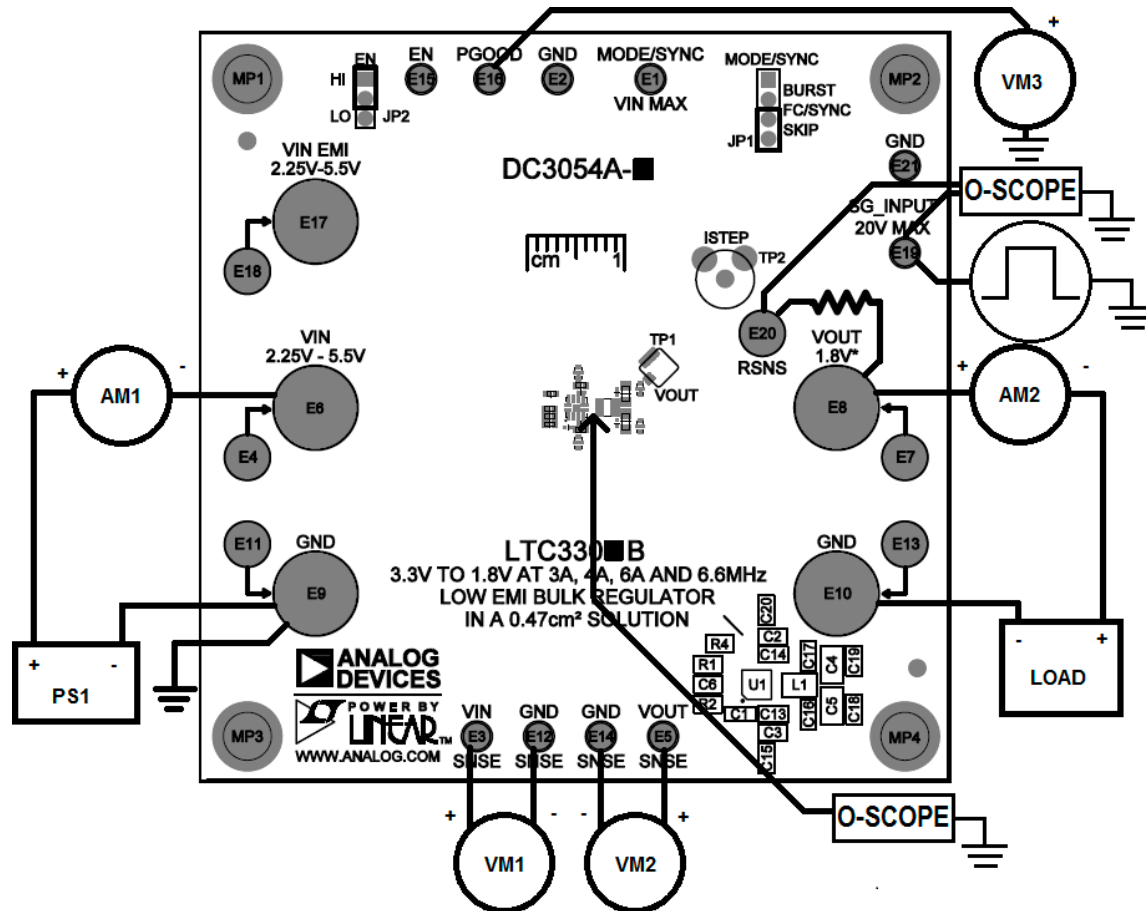 +
VM3
MP1
EN
HI
LO
JP2
EN
E15
PGOOD
E16
GND
E2
MODE/SYNC
E1
VIN MAX
MODE/SYNC
BURST
FC/SYNC
SKIP
JP1
MP2
VIN EMI
2.25V-5.5V
E17
E18
DC3054A-■
cm 1
GND
E21
SG_INPUT
20V MAX
E19
O-SCOPE
ISTEP
TP2
E20
RSNS
VIN
2.25V - 5.5V
E6
E4
+ AM1 -
TP1
VOUT
VOUT
1.8V*
E8
E7
+ AM2 -
E11
GND
E9
GND
E10
E13
LTC330■B
3.3V TO 1.8V AT 3A, 4A, 6A AND 6.6MHz
LOW EMI BULK REGULATOR
IN A 0.47cm² SOLUTION
+ -
PS1
- +
LOAD
ANALOG
DEVICES
POWER BY
LINEAR™
WWW.ANALOG.COM
C20
R4
C2
C14
R1
C6
R2
U1
L1
C17
C4
C19
C1
C13
C3
C15
C16
C5
C18
MP3
VIN
E3
SNSE
GND
E12
SNSE
GND
E14
SNSE
VOUT
E5
SNSE
MP4
+ VM1 -
- VM2 +
O-SCOPE